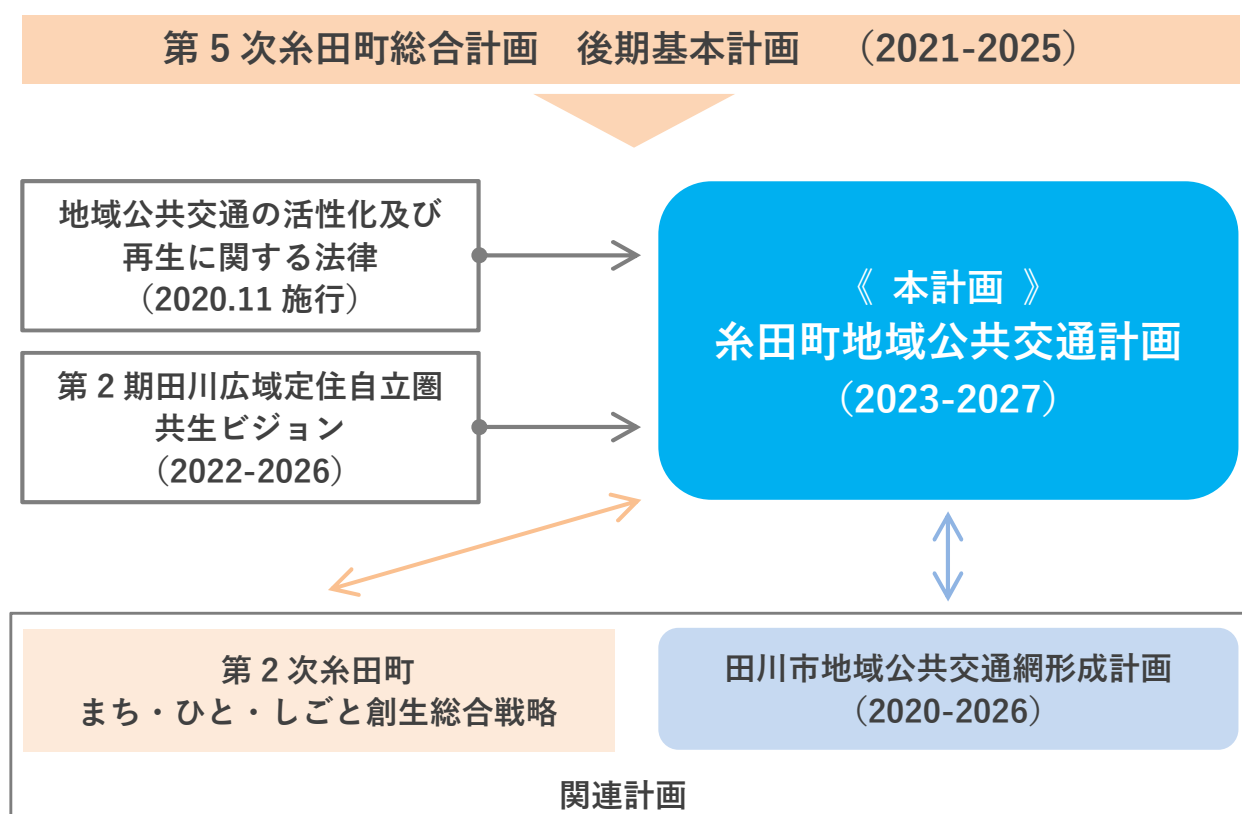 第5次糸田町総合計画　後期基本計画　（2021-2025）
地域公共交通の活性化及び
再生に関する法律
（2020.11 施行）
《 本計画 》
糸田町地域公共交通計画
（2023-2027）
第2期田川広域定住自立圏
共生ビジョン
（2022-2026）
第2次糸田町
まち・ひと・しごと創生総合戦略
田川市地域公共交通網形成計画
（2020-2026）
関連計画